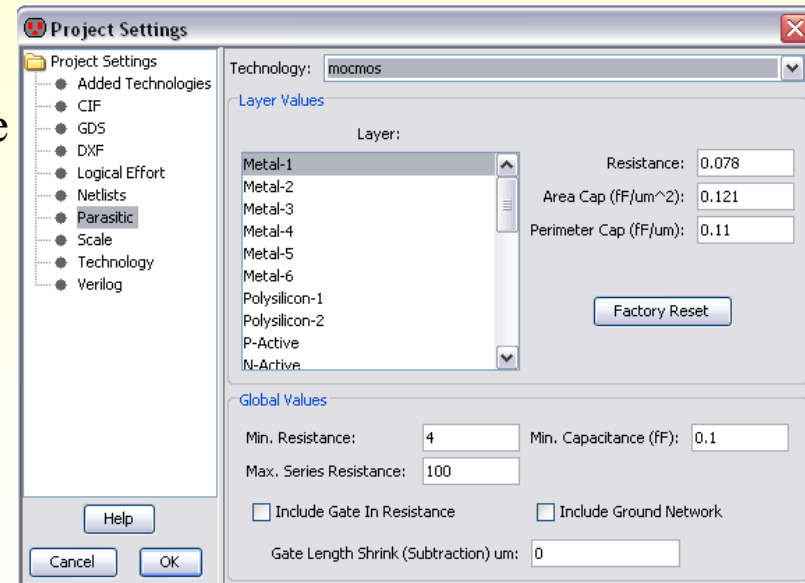 Project Settings
e
Project Settings
Added Technologies
CIF
GDS
DXF
Logical Effort
Netlists
Parasitic
Scale
Technology
Verilog
Help
Cancel
OK
Technology: mocmos
Layer Values
Layer:
Metal-1
Metal-2
Metal-3
Metal-4
Metal-5
Metal-6
Polysilicon-1
Polysilicon-2
P-Active
N-Active
Resistance: 0.078
Area Cap (fF/um^2): 0.121
Perimeter Cap (fF/um): 0.11
Factory Reset
Global Values
Min. Resistance: 4
Min. Capacitance (fF): 0.1
Max. Series Resistance: 100
Include Gate In Resistance
Include Ground Network
Gate Length Shrink (Subtraction) um: 0